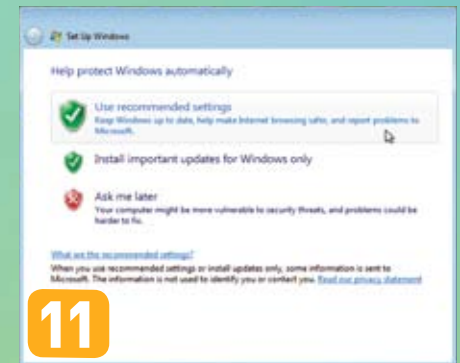 Set Up Windows
Help protect Windows automatically
Use recommended settings
Keep Windows up to date, help make Internet browsing safer, and report problems to
Microsoft.
Install important updates for Windows only
Ask me later
Your computer might be more vulnerable to security threats, and problems could be
harder to fix.
What are the recommended settings?
When you use recommended settings or install updates only, some information is sent to
Microsoft. The information is not used to identify you or contact you. Read our privacy statement
11